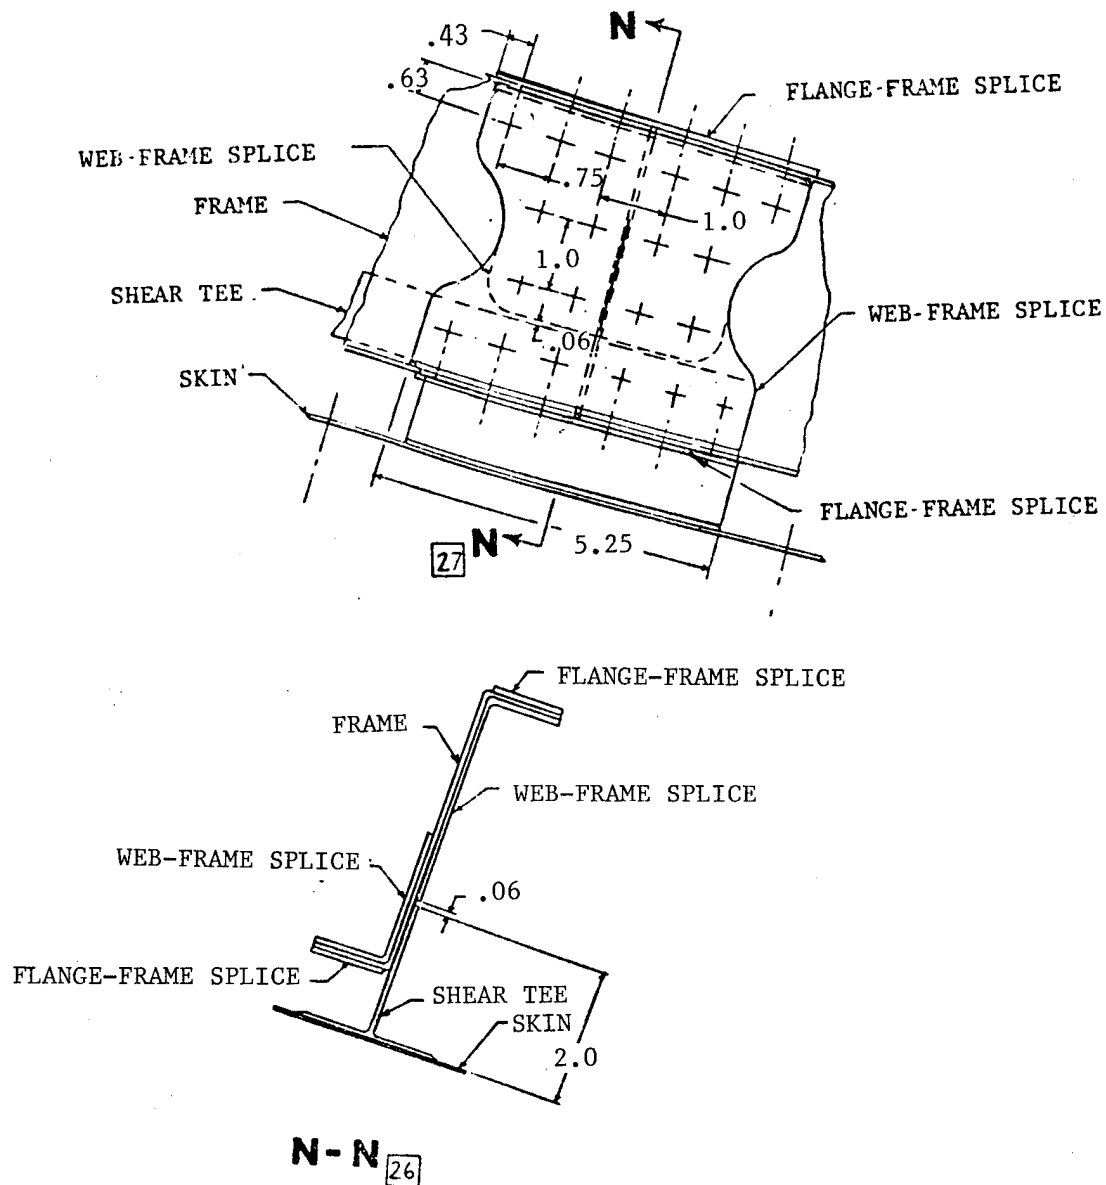 N
.43
.63
FLANGE-FRAME SPLICE
WEB-FRAME SPLICE
.75
FRAME
1.0
1.0
SHEAR TEE
WEB-FRAME SPLICE
.06
SKIN
FLANGE-FRAME SPLICE
27 N
5.25
FLANGE-FRAME SPLICE
FRAME
WEB-FRAME SPLICE
WEB-FRAME SPLICE
.06
FLANGE-FRAME SPLICE
SHEAR TEE
SKIN
2.0
N-N 26